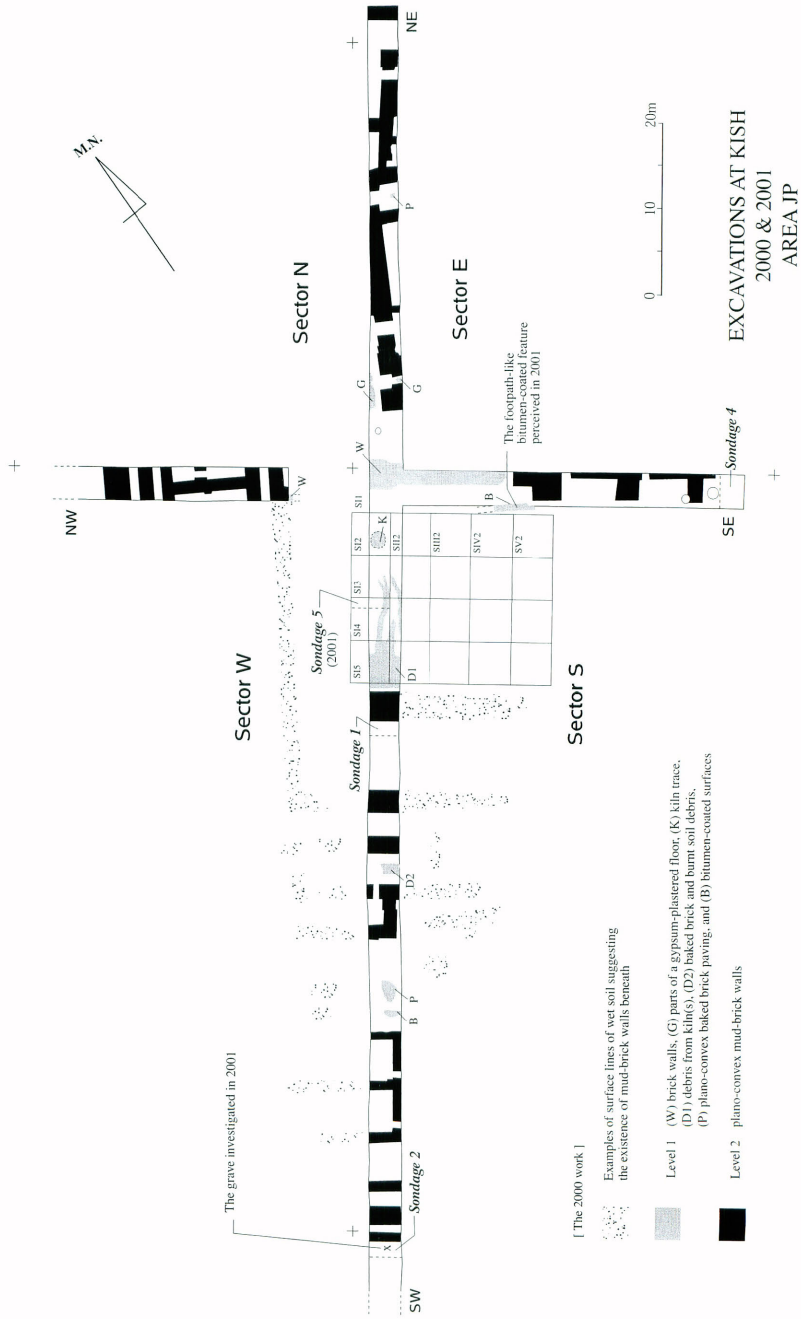 NW
NE
SE
SW
M.N.
Sector N
Sector E
Sector W
Sector S
W
W
G
G
P
B
K
SI1
SI2
SI3
SI4
SI5
SII2
SIII2
SIV2
SV2
D1
D2
P
B
x
Sondage 5
(2001)
Sondage 1
Sondage 2
Sondage 4
The footpath-like
bitumen-coated feature
perceived in 2001
The grave investigated in 2001
0 10 20m
EXCAVATIONS AT KISH
2000 & 2001
AREA JP
[ The 2000 work ]
Examples of surface lines of wet soil suggesting
the existence of mud-brick walls beneath
Level 1 (W) brick walls, (G) parts of a gypsum-plastered floor, (K) kiln trace,
(D1) debris from kiln(s), (D2) baked brick and burnt soil debris,
(P) plano-convex baked brick paving, and (B) bitumen-coated surfaces
Level 2 plano-convex mud-brick walls